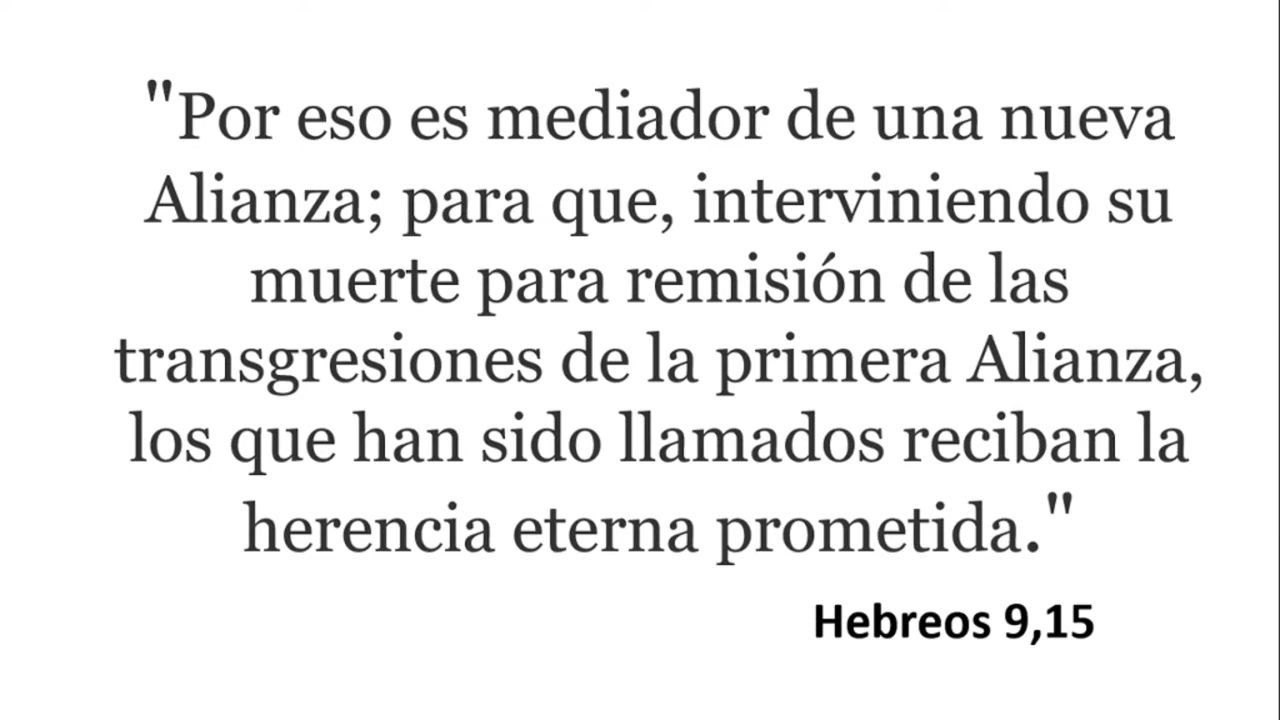 "Por eso es mediador de una nueva
Alianza; para que, interviniendo su
muerte para remisión de las
transgresiones de la primera Alianza,
los que han sido llamados reciban la
herencia eterna prometida."
Hebreos 9,15